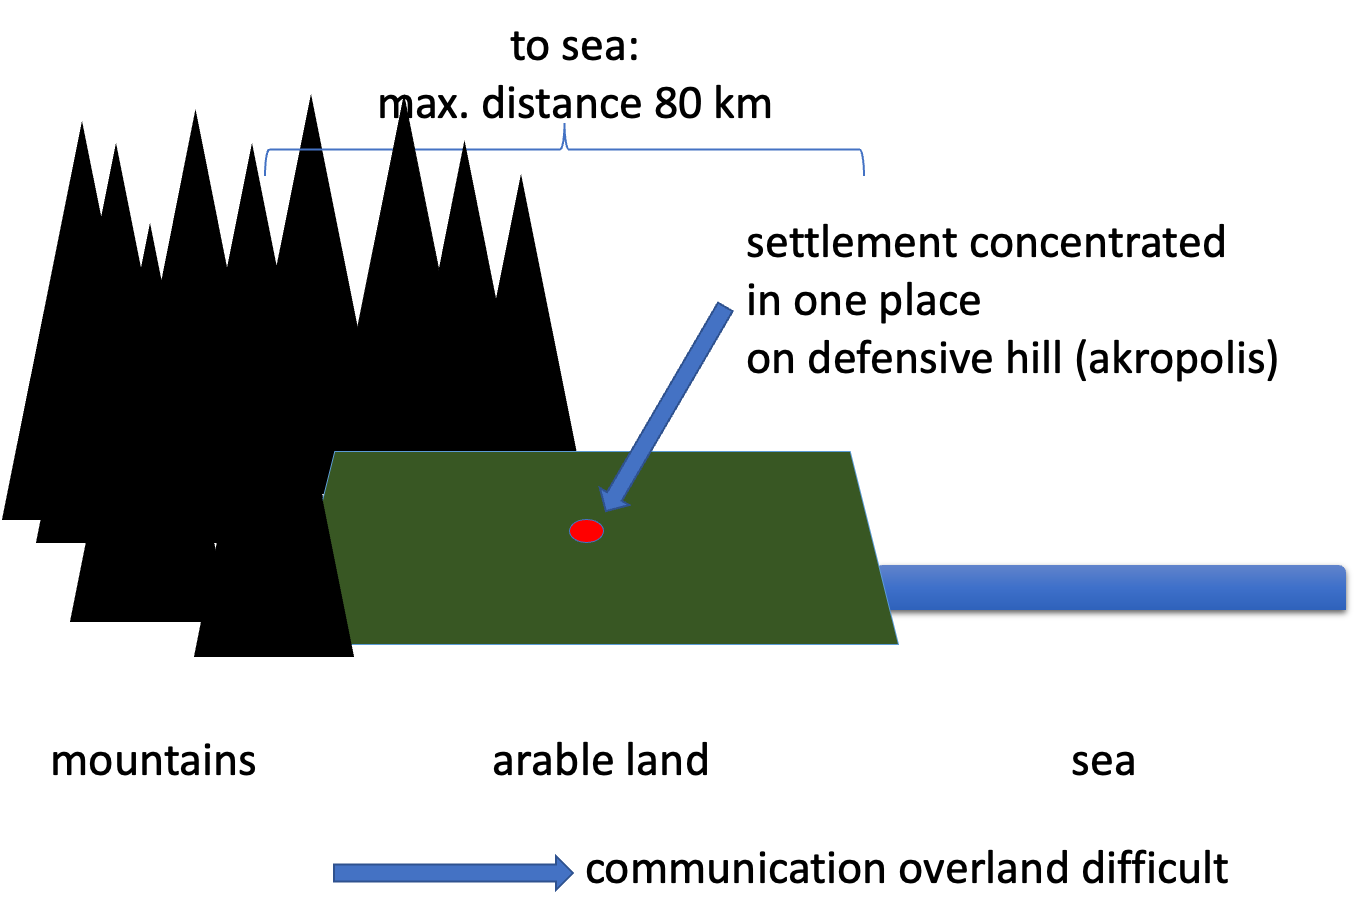 to sea:
max. distance 80 km
settlement concentrated
in one place
on defensive hill (akropolis)
mountains
arable land
sea
communication overland difficult